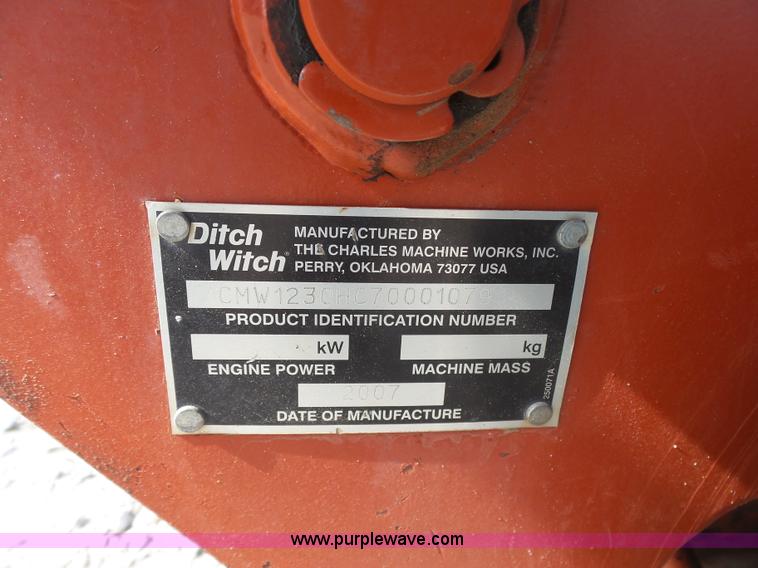 Ditch Witch®
MANUFACTURED BY
THE CHARLES MACHINE WORKS, INC.
PERRY, OKLAHOMA 73077 USA
CMW123CHC70001079
PRODUCT IDENTIFICATION NUMBER
kW
kg
ENGINE POWER
MACHINE MASS
2007
DATE OF MANUFACTURE
250071A
www.purplewave.com